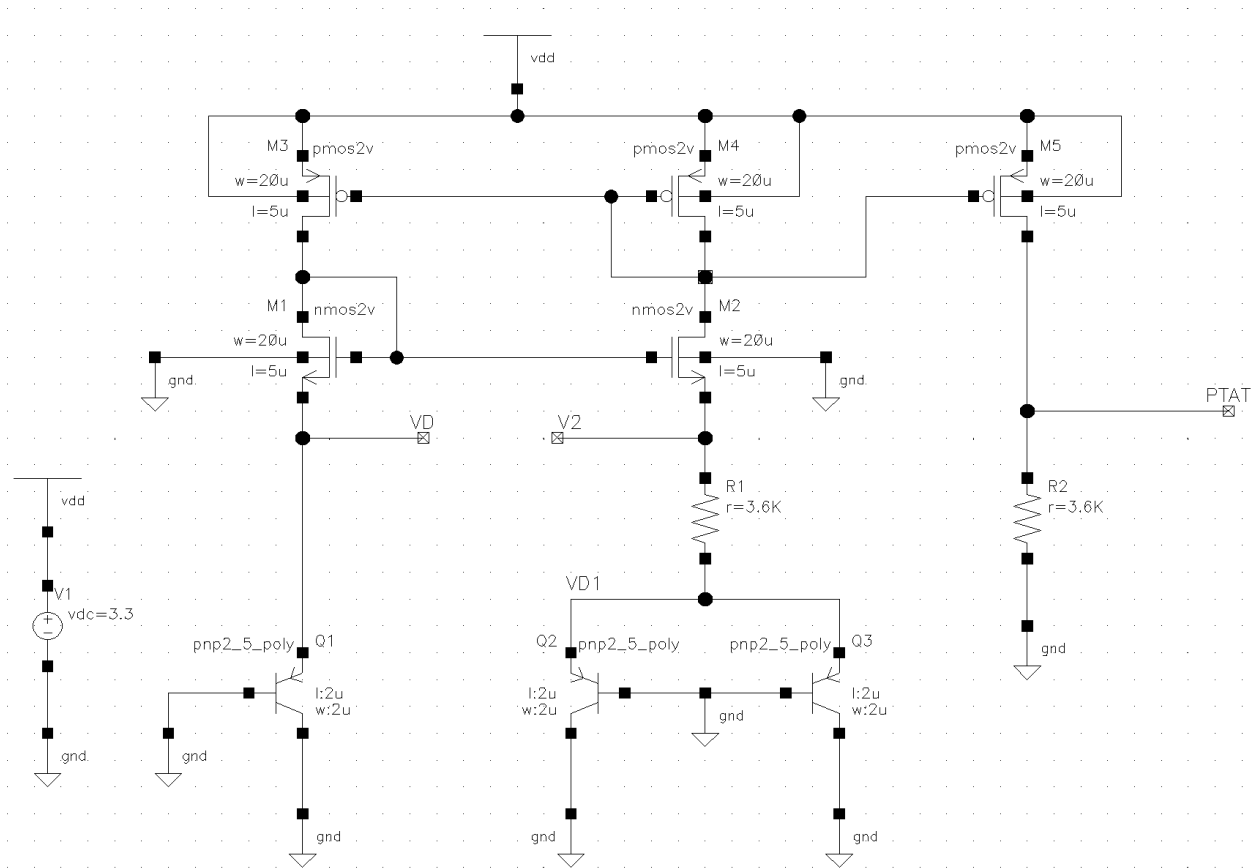 vdd
M3 pmos2v
w=20u
l=5u
pmos2v M4
w=20u
l=5u
pmos2v M5
w=20u
l=5u
M1 nmos2v
w=20u
l=5u
gnd
nmos2v M2
w=20u
l=5u
gnd
VD
V2
PTAT
R1
r=3.6K
R2
r=3.6K
vdd
V1
vdc=3.3
+
−
gnd
VD1
pnp2_5_poly Q1
l:2u
w:2u
gnd
gnd
Q2 pnp2_5_poly
l:2u
w:2u
gnd
pnp2_5_poly Q3
l:2u
w:2u
gnd
gnd
gnd